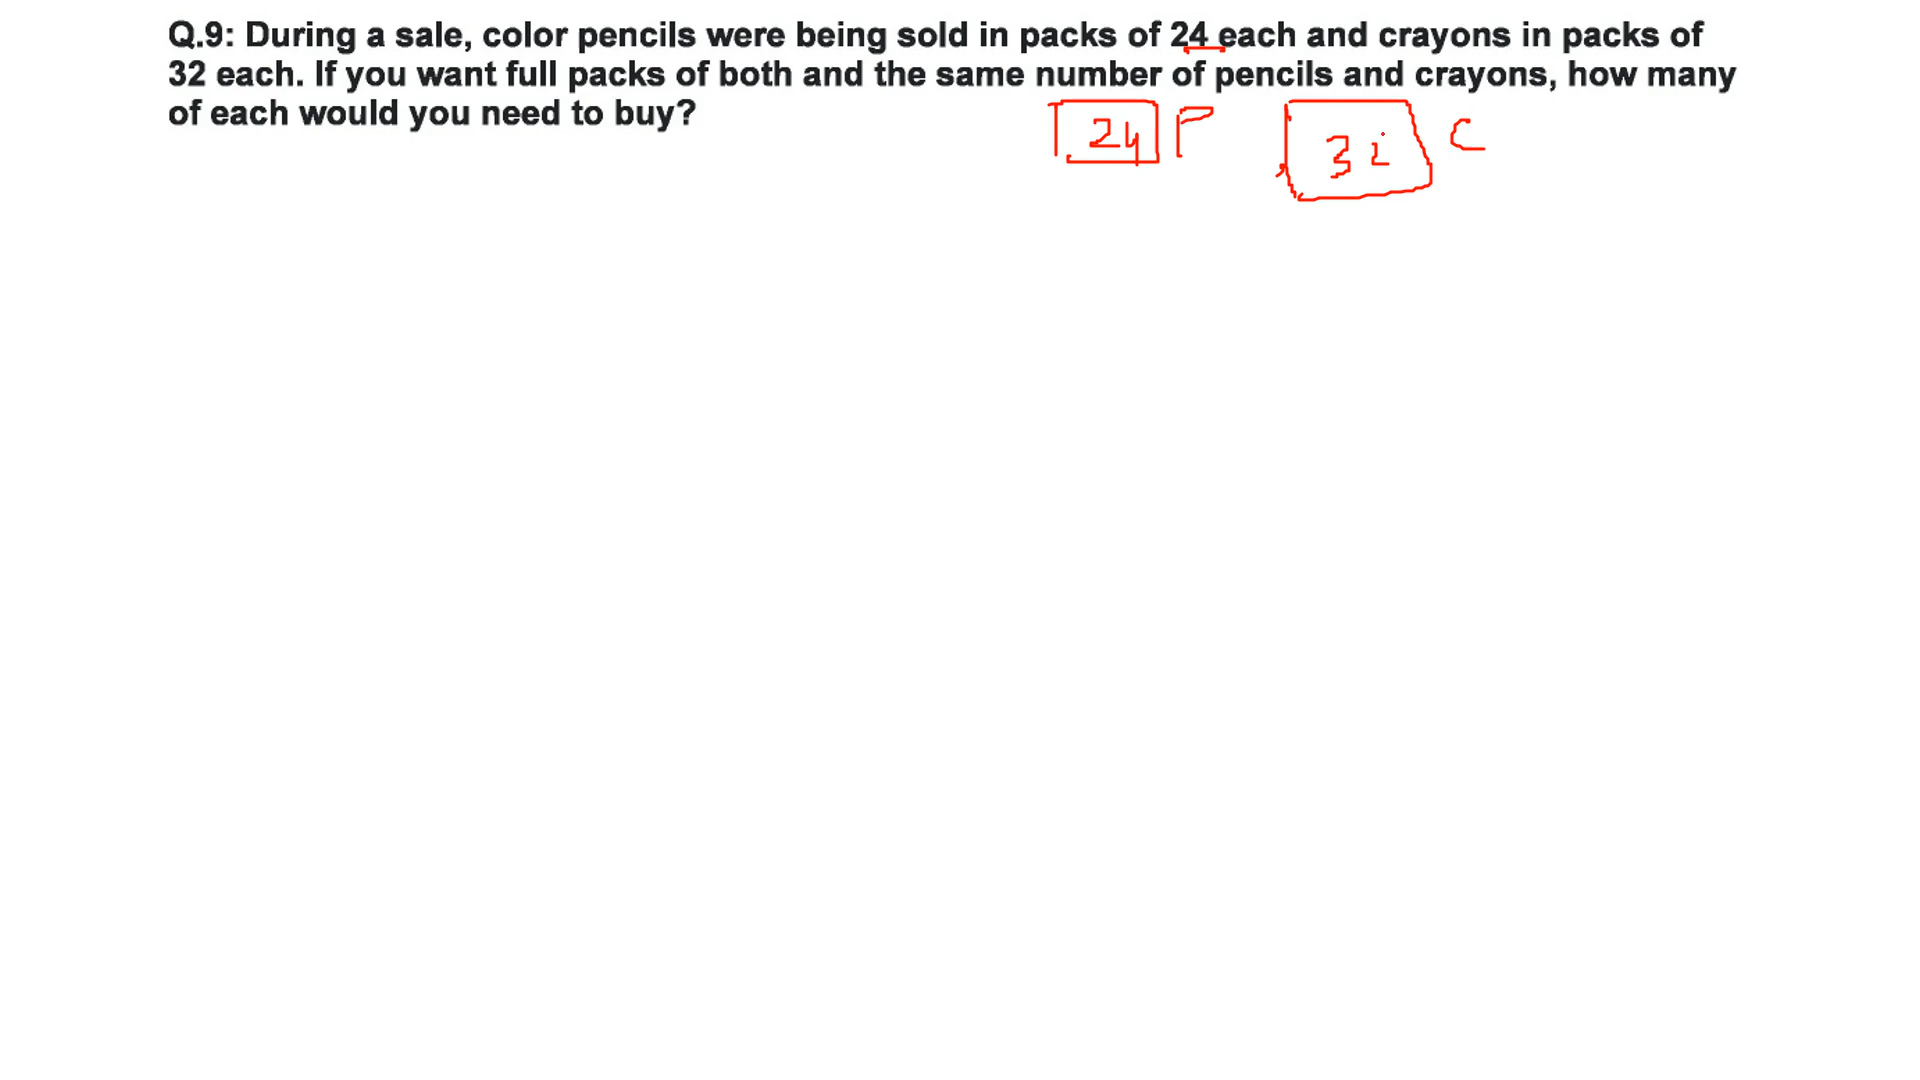 Q.9: During a sale, color pencils were being sold in packs of 24 each and crayons in packs of
32 each. If you want full packs of both and the same number of pencils and crayons, how many
of each would you need to buy?
24 P 32 C